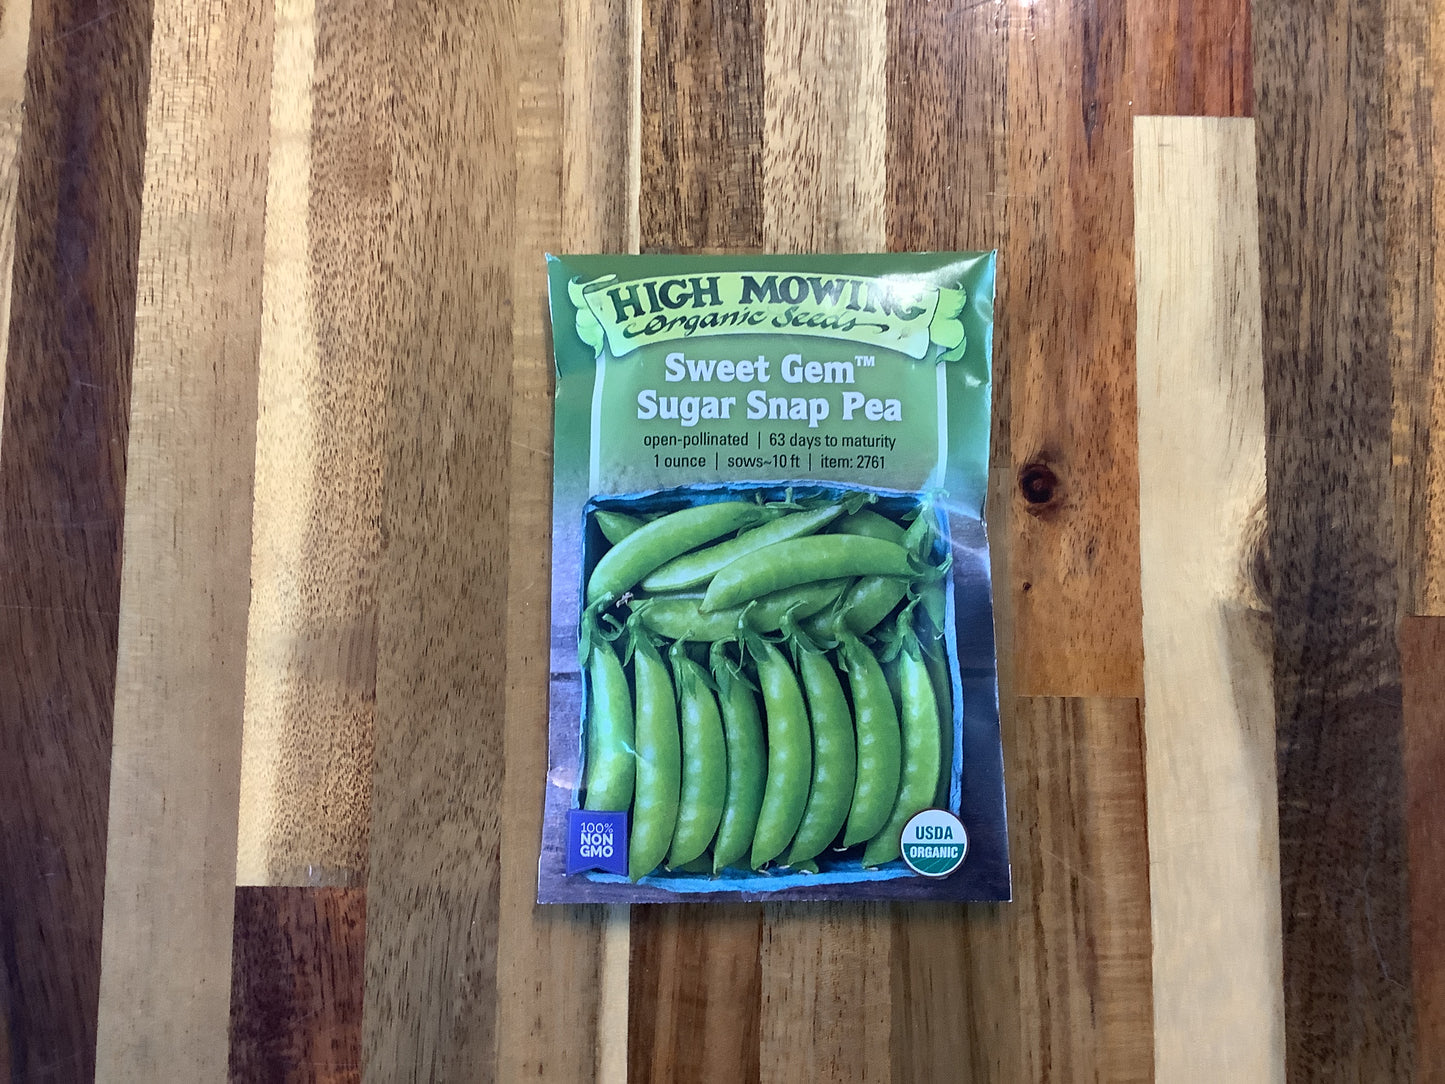 HIGH MOWING
Organic Seeds
Sweet Gem™
Sugar Snap Pea
open-pollinated | 63 days to maturity
1 ounce | sows~10 ft | item: 2761
100%
NON
GMO
USDA
ORGANIC